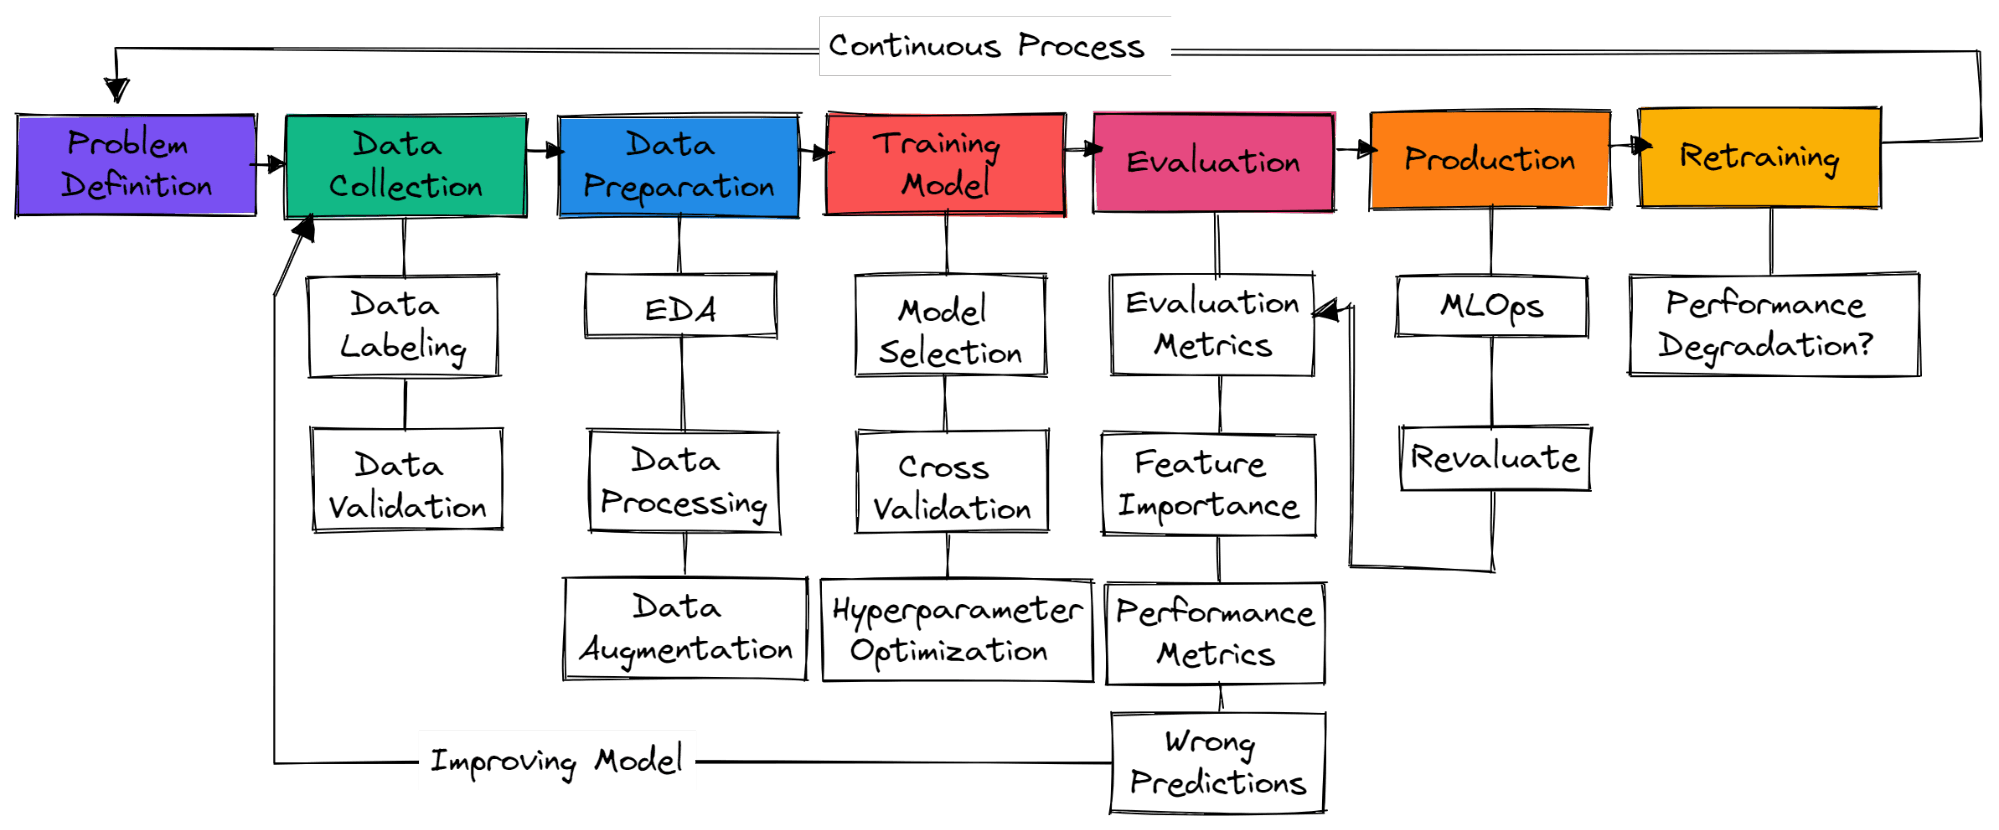 Continuous Process
Problem
Definition
Data
Collection
Data
Preparation
Training
Model
Evaluation
Production
Retraining
Data
Labeling
Data
Validation
EDA
Data
Processing
Data
Augmentation
Model
Selection
Cross
Validation
Hyperparameter
Optimization
Evaluation
Metrics
Feature
Importance
Performance
Metrics
Wrong
Predictions
MLOps
Revaluate
Performance
Degradation?
Improving Model